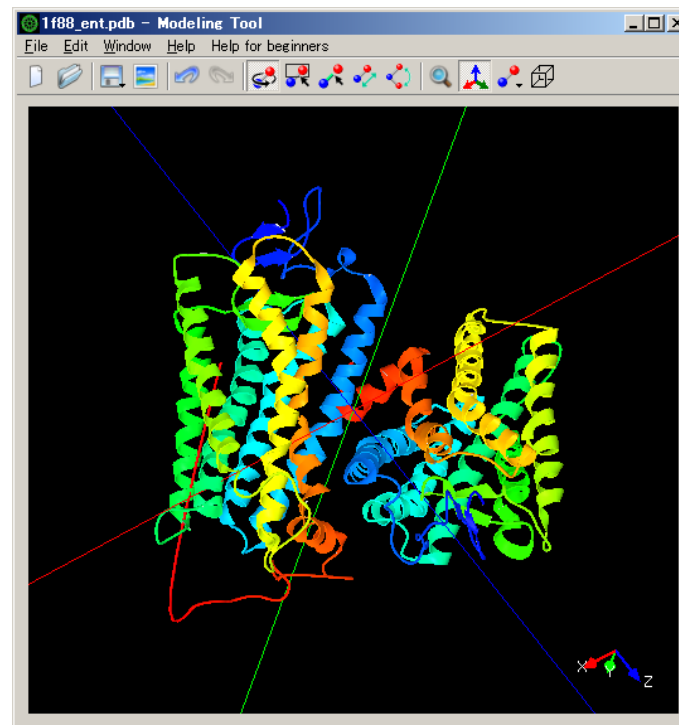 1f88_ent.pdb - Modeling Tool
File Edit Window Help Help for beginners
X Y Z